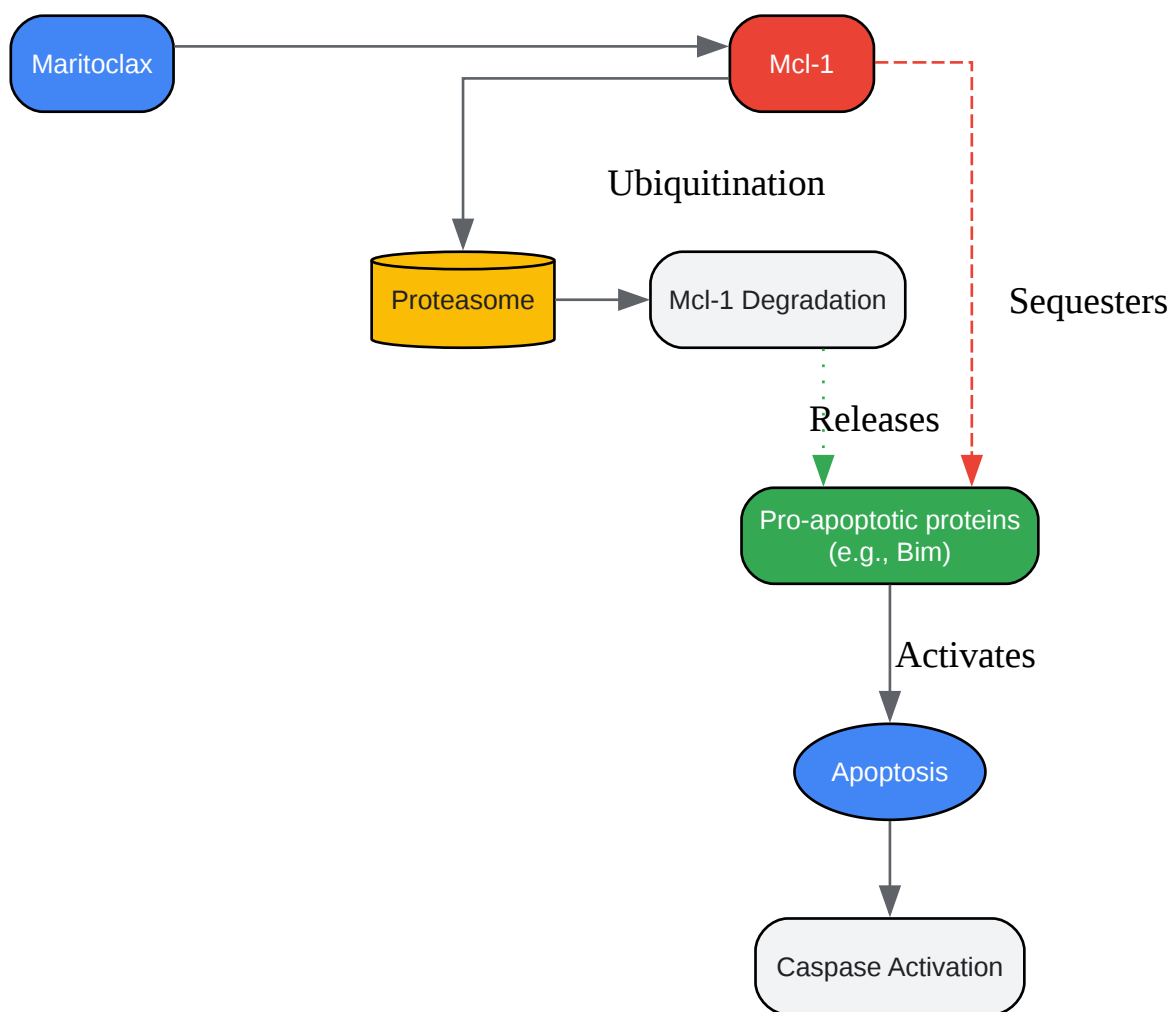 Maritoclax
Mcl-1
Ubiquitination
Proteasome
Mcl-1 Degradation
Sequesters
Releases
Pro-apoptotic proteins
(e.g., Bim)
Activates
Apoptosis
Caspase Activation